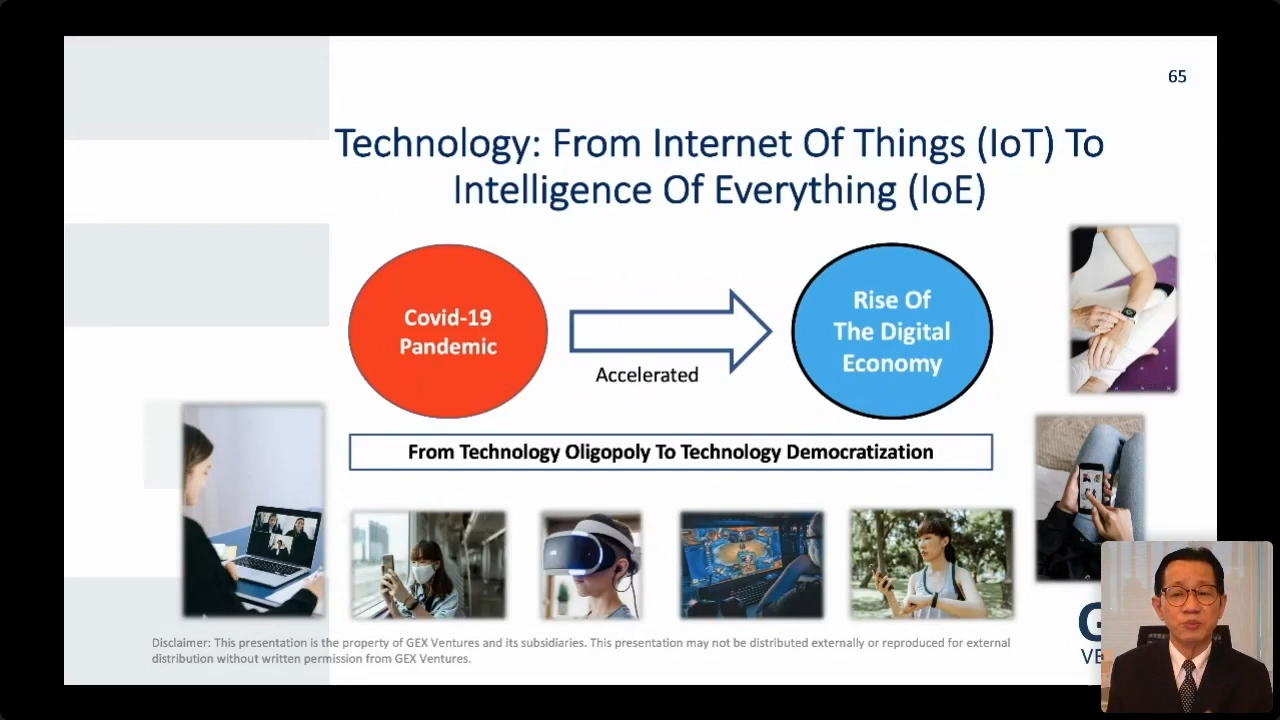 65
Technology: From Internet Of Things (IoT) To
Intelligence Of Everything (IoE)
Covid-19
Pandemic
Accelerated
Rise Of
The Digital
Economy
From Technology Oligopoly To Technology Democratization
Disclaimer: This presentation is the property of GEX Ventures and its subsidiaries. This presentation may not be distributed externally or reproduced for external
distribution without written permission from GEX Ventures.
G
VE